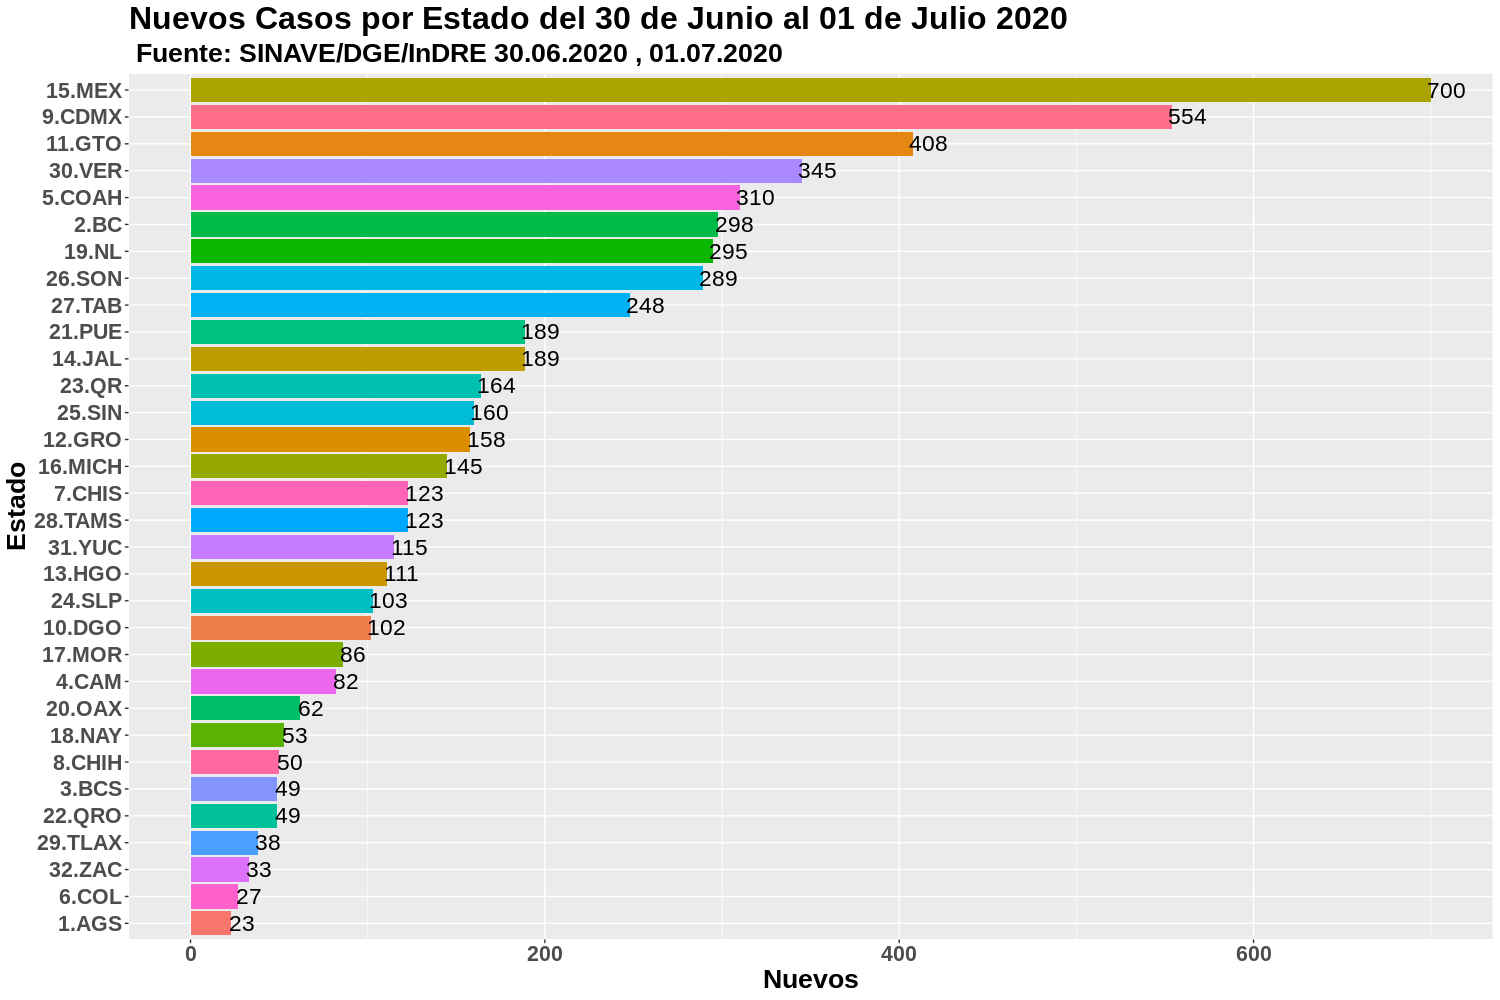 Nuevos Casos por Estado del 30 de Junio al 01 de Julio 2020
Fuente: SINAVE/DGE/InDRE 30.06.2020 , 01.07.2020
Estado
15.MEX 700
9.CDMX 554
11.GTO 408
30.VER 345
5.COAH 310
2.BC 298
19.NL 295
26.SON 289
27.TAB 248
21.PUE 189
14.JAL 189
23.QR 164
25.SIN 160
12.GRO 158
16.MICH 145
7.CHIS 123
28.TAMS 123
31.YUC 115
13.HGO 111
24.SLP 103
10.DGO 102
17.MOR 86
4.CAM 82
20.OAX 62
18.NAY 53
8.CHIH 50
3.BCS 49
22.QRO 49
29.TLAX 38
32.ZAC 33
6.COL 27
1.AGS 23
0 200 400 600
Nuevos